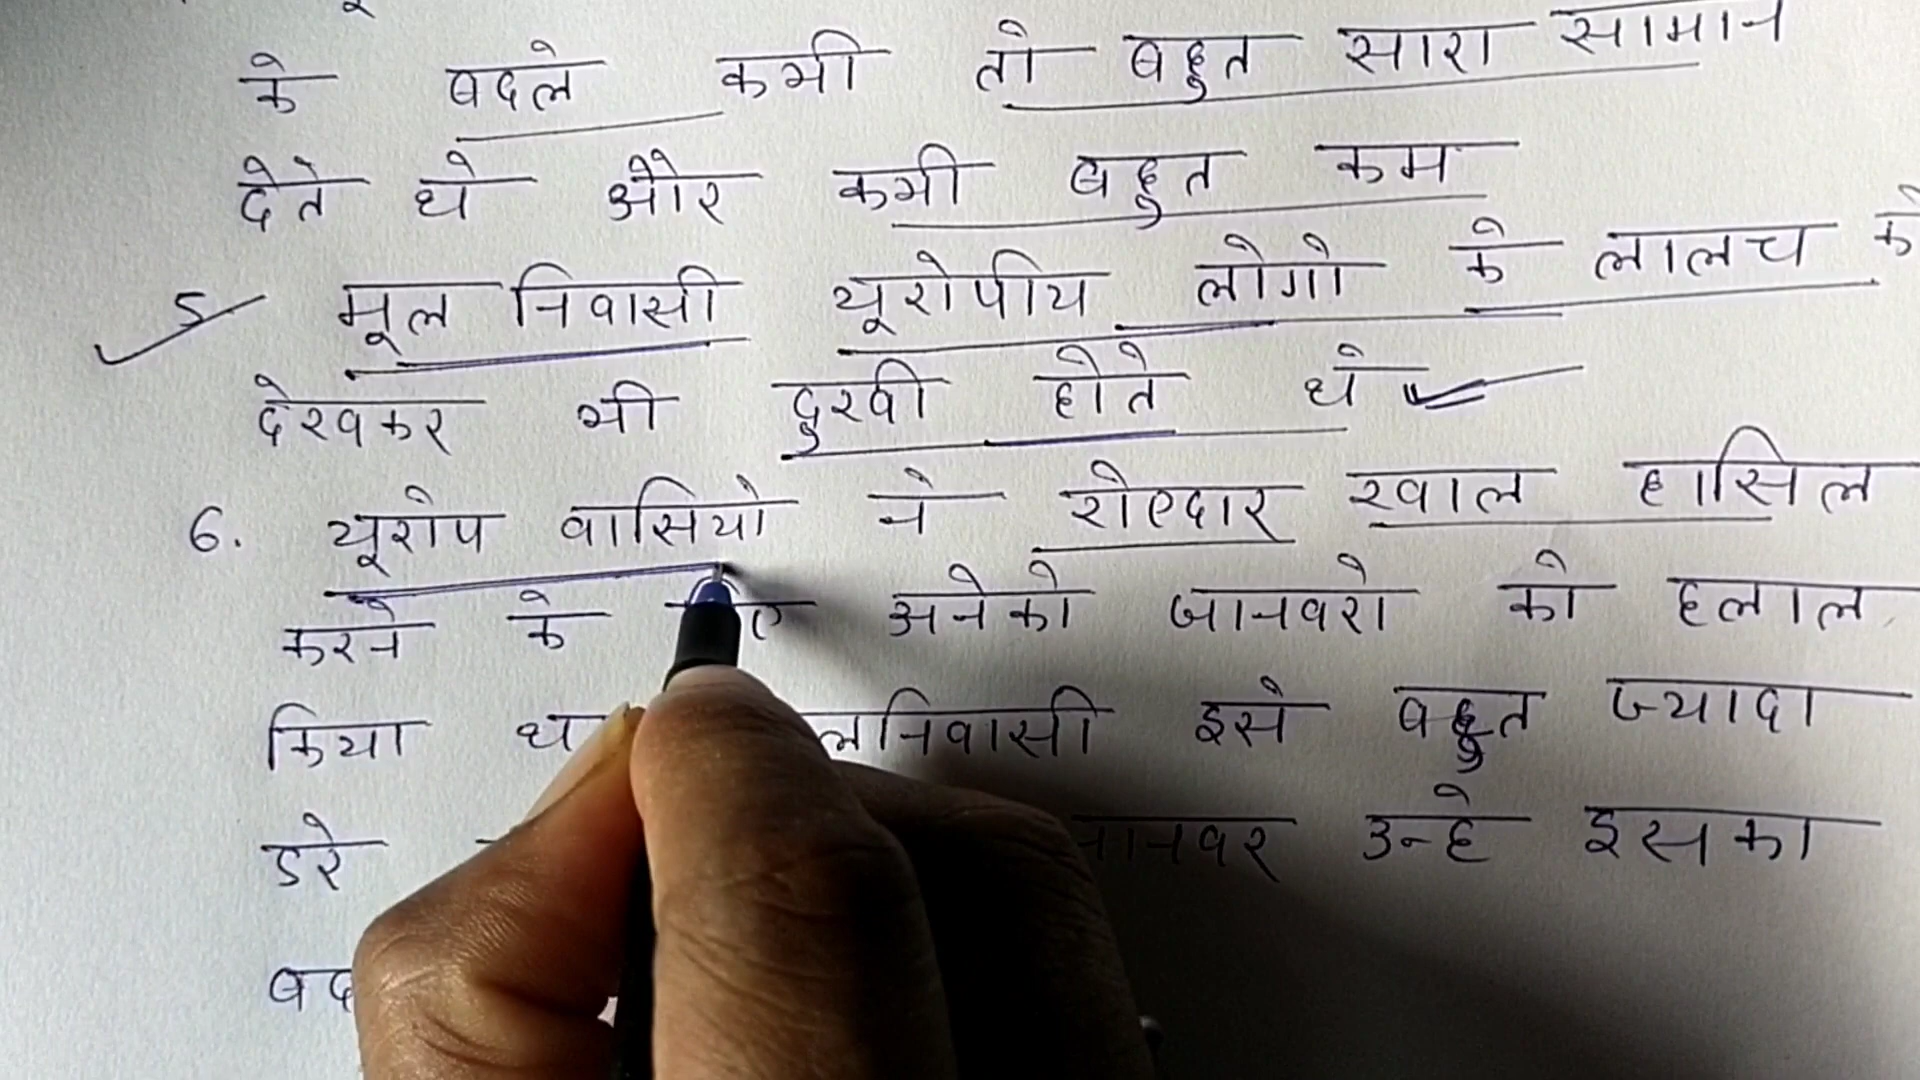 के बदले कभी तो बहुत सारा सामान
देते थे और कभी बहुत कम
5 मूल निवासी यूरोपीय लोगो के लालच के
देखकर भी दुखी होते थे
6. यूरोप वासियो ने रोएदार खाल हासिल
करने के अनेको जानवरो को हलाल
किया इसे बहुत ज्यादा
डरे उन्हे इसका